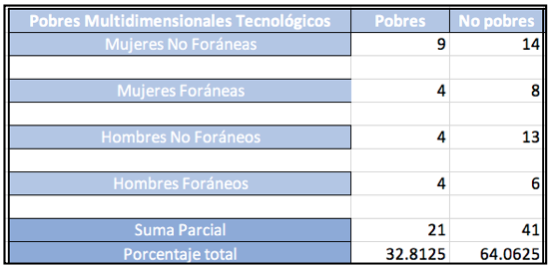 Pobres Multidimensionales Tecnológicos Pobres No pobres
Mujeres No Foráneas 9 14
Mujeres Foráneas 4 8
Hombres No Foráneos 4 13
Hombres Foráneos 4 6
Suma Parcial 21 41
Porcentaje total 32.8125 64.0625